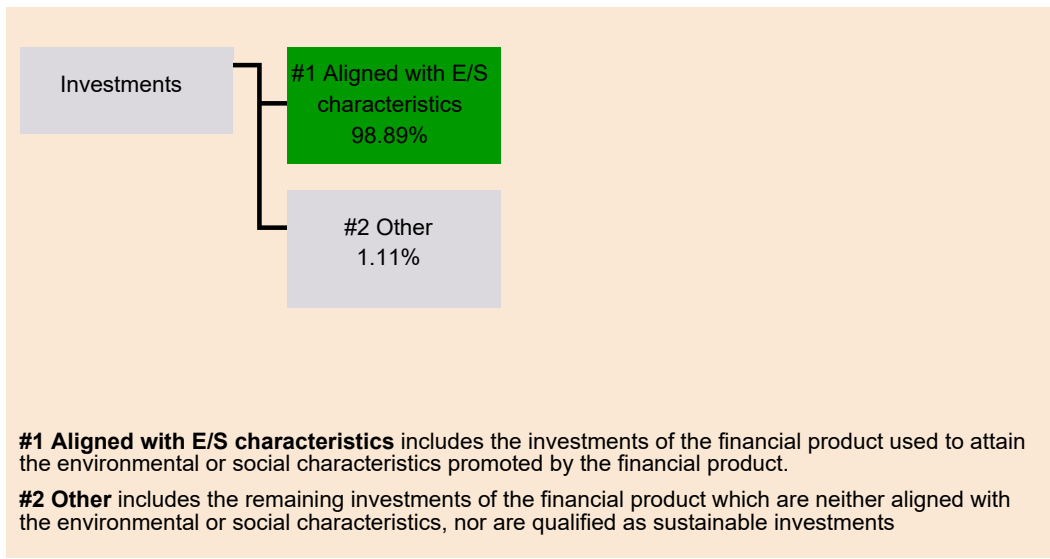 Investments
#1 Aligned with E/S
characteristics
98.89%
#2 Other
1.11%
#1 Aligned with E/S characteristics includes the investments of the financial product used to attain
the environmental or social characteristics promoted by the financial product.
#2 Other includes the remaining investments of the financial product which are neither aligned with
the environmental or social characteristics, nor are qualified as sustainable investments